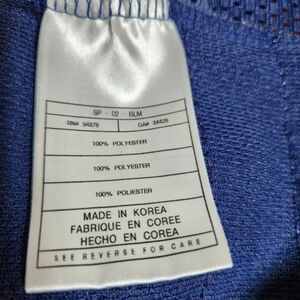 SP - 02 - BLM
RN# 94878 CA# 34428
100% POLYESTER
100% POLYESTER
100% POLIESTER
MADE IN KOREA
FABRIQUE EN COREE
HECHO EN COREA
SEE REVERSE FOR CARE